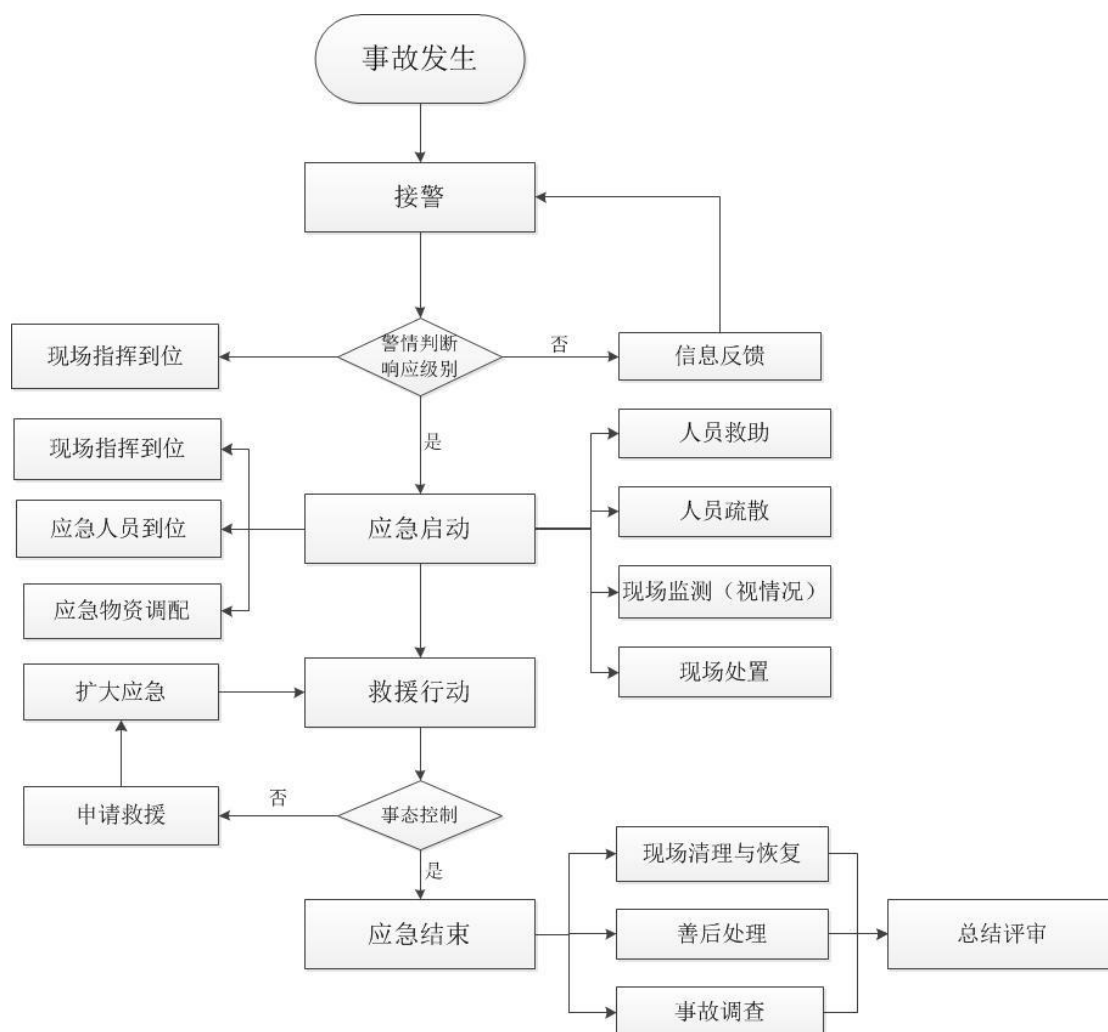 事故发生
接警
警情判断
响应级别
现场指挥到位
否
信息反馈
是
现场指挥到位
人员救助
应急人员到位
应急启动
人员疏散
应急物资调配
现场监测（视情况）
现场处置
扩大应急
救援行动
申请救援
否
事态控制
是
现场清理与恢复
应急结束
善后处理
总结评审
事故调查